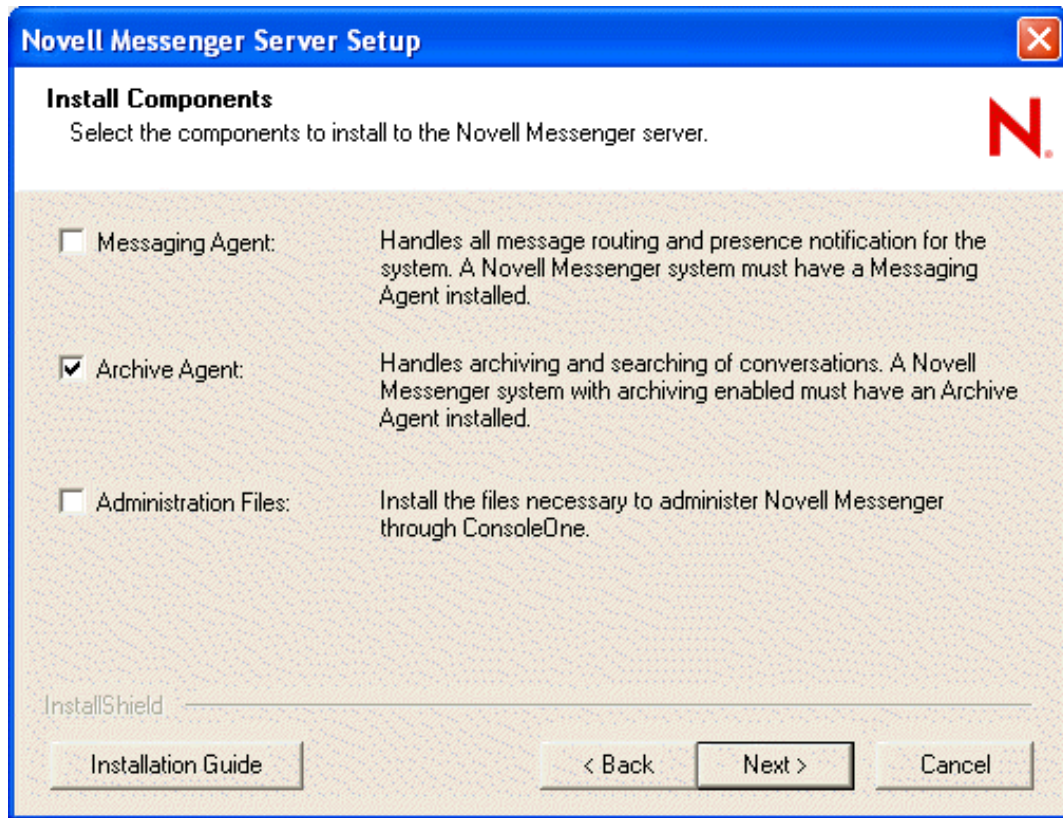 Novell Messenger Server Setup
Install Components
Select the components to install to the Novell Messenger server.
N.
Messaging Agent:
Handles all message routing and presence notification for the
system. A Novell Messenger system must have a Messaging
Agent installed.
Archive Agent:
Handles archiving and searching of conversations. A Novell
Messenger system with archiving enabled must have an Archive
Agent installed.
Administration Files:
Install the files necessary to administer Novell Messenger
through ConsoleOne.
InstallShield
Installation Guide
< Back
Next >
Cancel